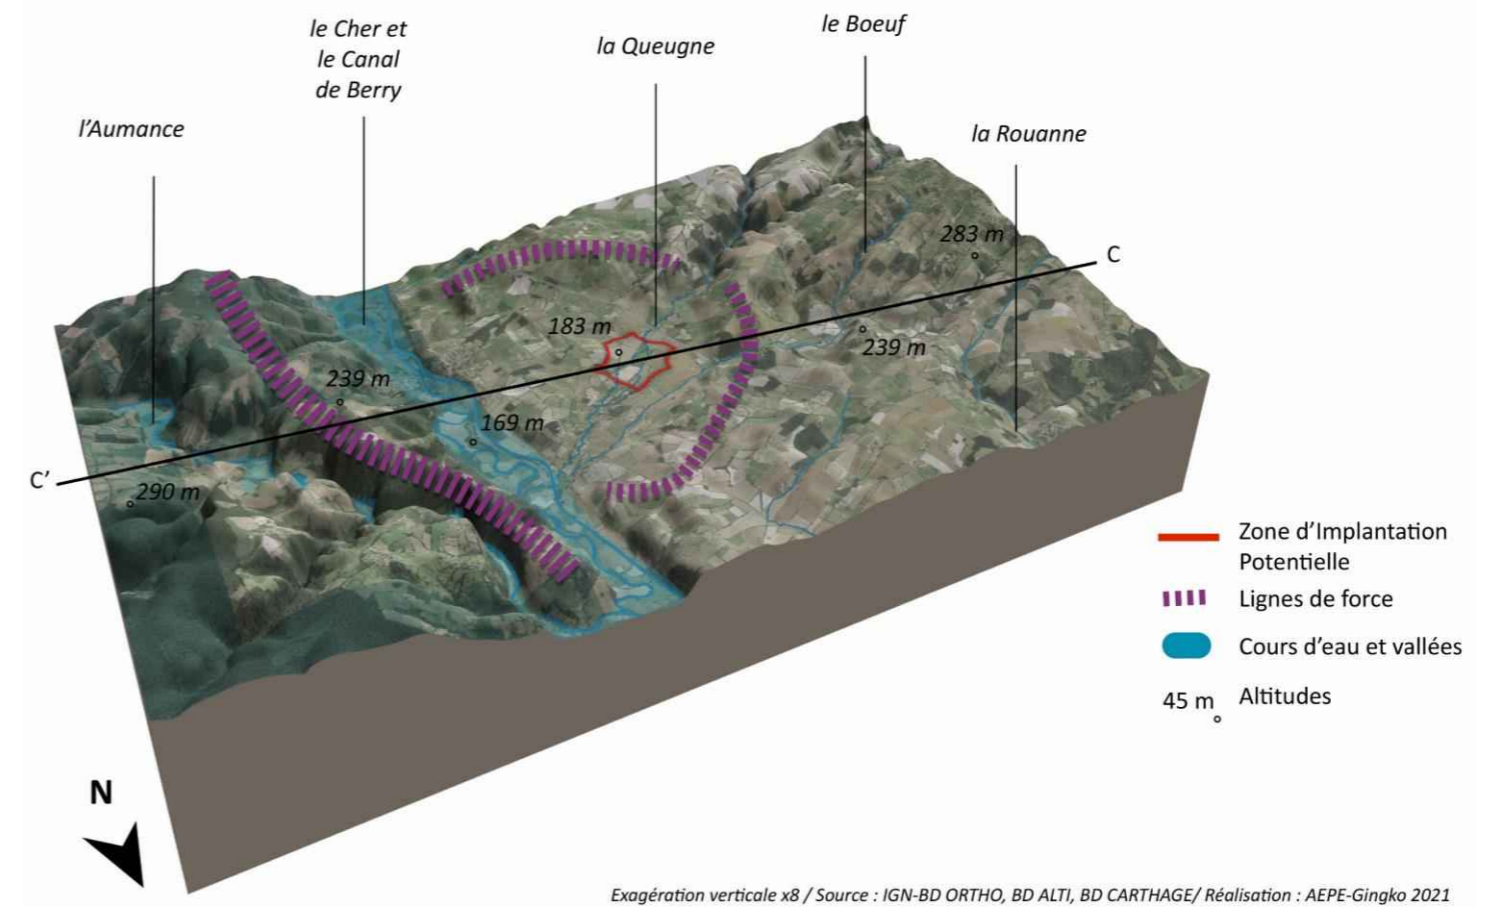 le Boeuf
le Cher et
le Canal
de Berry
la Queugne
l'Aumance
la Rouanne
283 m
C
183 m
239 m
239 m
169 m
C'
290 m
Zone d'Implantation
Potentielle
Lignes de force
Cours d'eau et vallées
45 m
Altitudes
N
Exagération verticale x8 / Source : IGN-BD ORTHO, BD ALTI, BD CARTHAGE/ Réalisation : AEPE-Gingko 2021